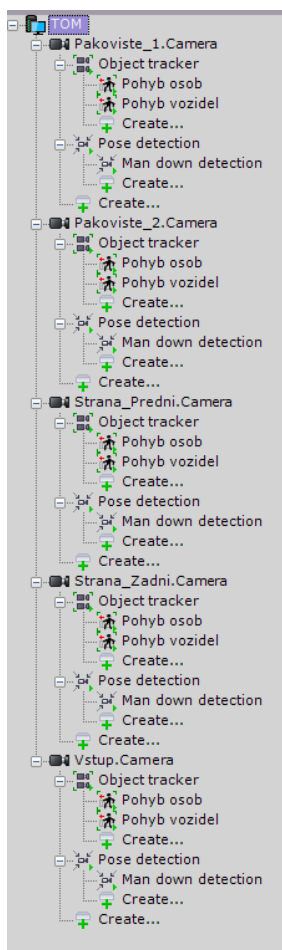 TOM
Pakoviste_1.Camera
Object tracker
Pohyb osob
Pohyb vozidel
Create...
Pose detection
Man down detection
Create...
Create...
Pakoviste_2.Camera
Object tracker
Pohyb osob
Pohyb vozidel
Create...
Pose detection
Man down detection
Create...
Create...
Strana_Predni.Camera
Object tracker
Pohyb osob
Pohyb vozidel
Create...
Pose detection
Man down detection
Create...
Create...
Strana_Zadni.Camera
Object tracker
Pohyb osob
Pohyb vozidel
Create...
Pose detection
Man down detection
Create...
Create...
Vstup.Camera
Object tracker
Pohyb osob
Pohyb vozidel
Create...
Pose detection
Man down detection
Create...
Create...